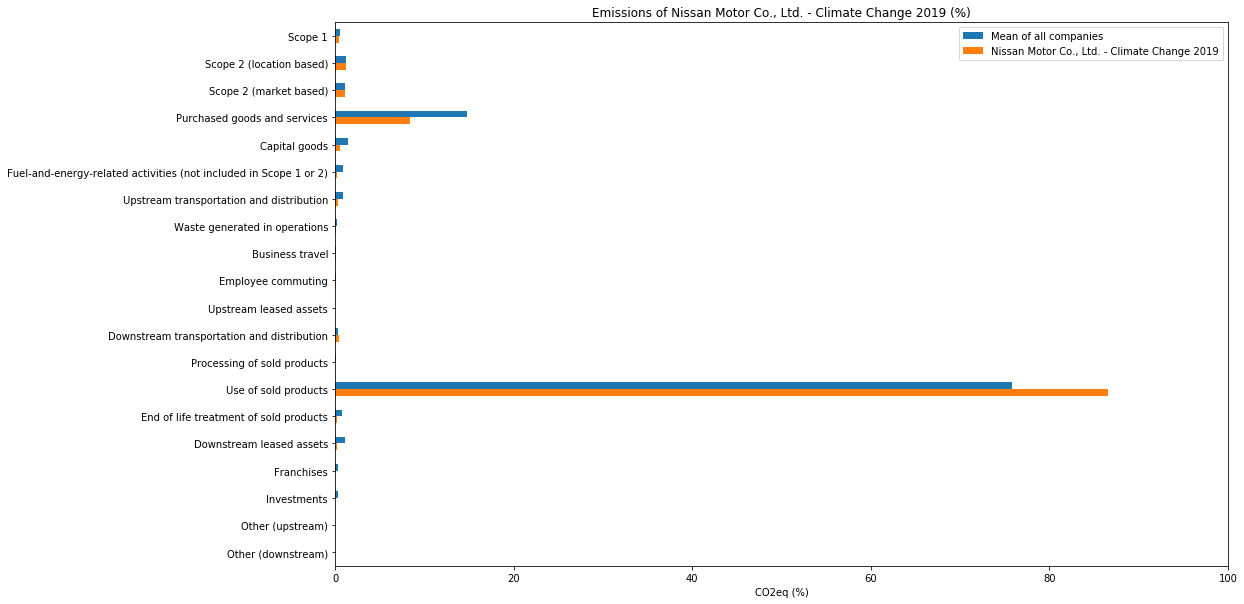 Emissions of Nissan Motor Co., Ltd. - Climate Change 2019 (%)
Mean of all companies
Nissan Motor Co., Ltd. - Climate Change 2019
Scope 1
Scope 2 (location based)
Scope 2 (market based)
Purchased goods and services
Capital goods
Fuel-and-energy-related activities (not included in Scope 1 or 2)
Upstream transportation and distribution
Waste generated in operations
Business travel
Employee commuting
Upstream leased assets
Downstream transportation and distribution
Processing of sold products
Use of sold products
End of life treatment of sold products
Downstream leased assets
Franchises
Investments
Other (upstream)
Other (downstream)
0 20 40 60 80 100
CO2eq (%)